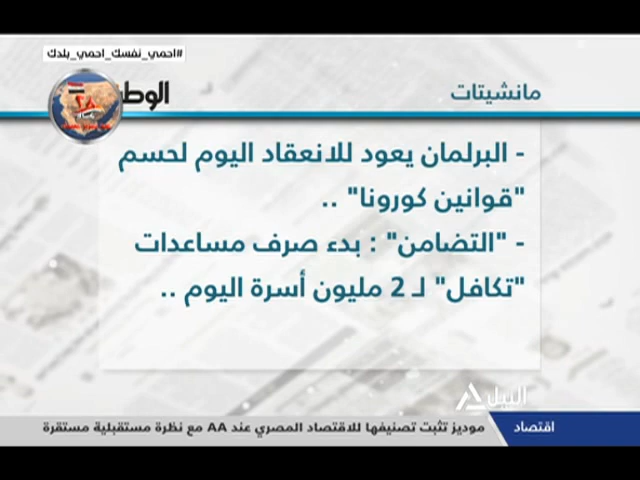 #احمي_نفسك_احمي_بلدك
مانشيتات
الوطن
- البرلمان يعود للانعقاد اليوم لحسم
"قوانين كورونا" ..
- "التضامن" : بدء صرف مساعدات
"تكافل" لـ 2 مليون أسرة اليوم ..
النيل
اقتصاد
موديز تثبت تصنيفها للاقتصاد المصري عند AA مع نظرة مستقبلية مستقرة